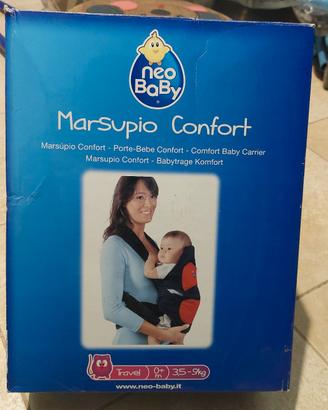 neo
BaBy
Marsupio Confort
Marsúpio Confort - Porte-Bebe Confort - Comfort Baby Carrier
Marsupio Confort - Babytrage Komfort
Travel 0+ m 3,5-9kg
www.neo-baby.it